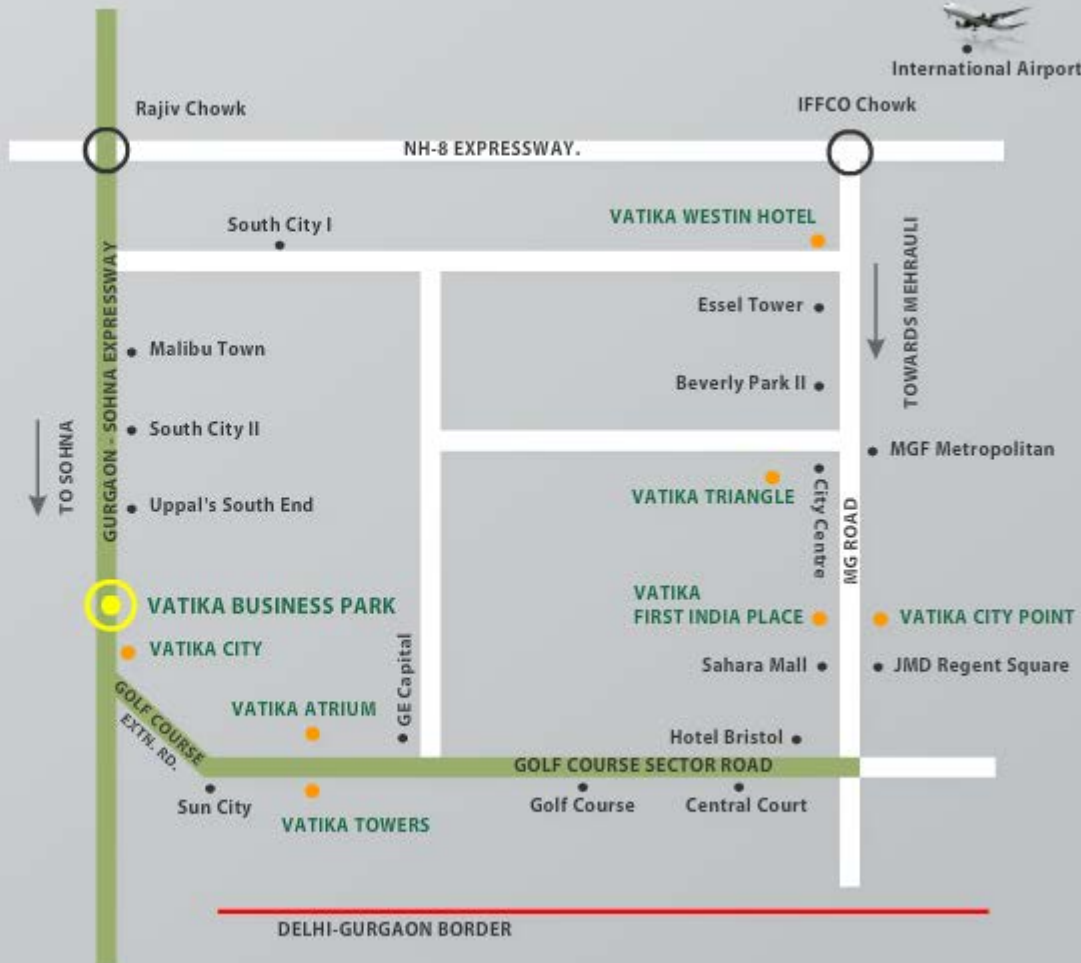 International Airport
Rajiv Chowk
IFFCO Chowk
NH-8 EXPRESSWAY.
South City I
VATIKA WESTIN HOTEL
GURGAON - SOHNA EXPRESSWAY
TOWARDS MEHRAULI
Essel Tower
Malibu Town
Beverly Park II
TO SOHNA
South City II
MGF Metropolitan
Uppal's South End
VATIKA TRIANGLE
City Centre
MG ROAD
VATIKA BUSINESS PARK
VATIKA
FIRST INDIA PLACE
VATIKA CITY POINT
VATIKA CITY
GE Capital
Sahara Mall
JMD Regent Square
GOLF COURSE
EXTN. RD.
VATIKA ATRIUM
Hotel Bristol
GOLF COURSE SECTOR ROAD
Sun City
Golf Course
Central Court
VATIKA TOWERS
DELHI-GURGAON BORDER